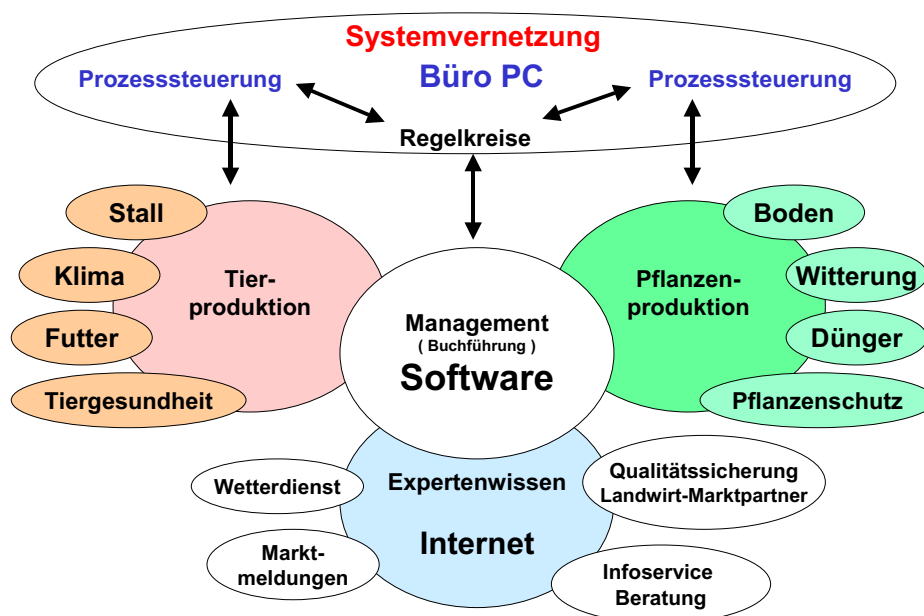 Systemvernetzung
Prozesssteuerung
Büro PC
Prozesssteuerung
Regelkreise
Stall
Klima
Futter
Tiergesundheit
Tier-
produktion
Management
( Buchführung )
Software
Pflanzen-
produktion
Boden
Witterung
Dünger
Pflanzenschutz
Wetterdienst
Markt-
meldungen
Expertenwissen
Internet
Qualitätssicherung
Landwirt-Marktpartner
Infoservice
Beratung